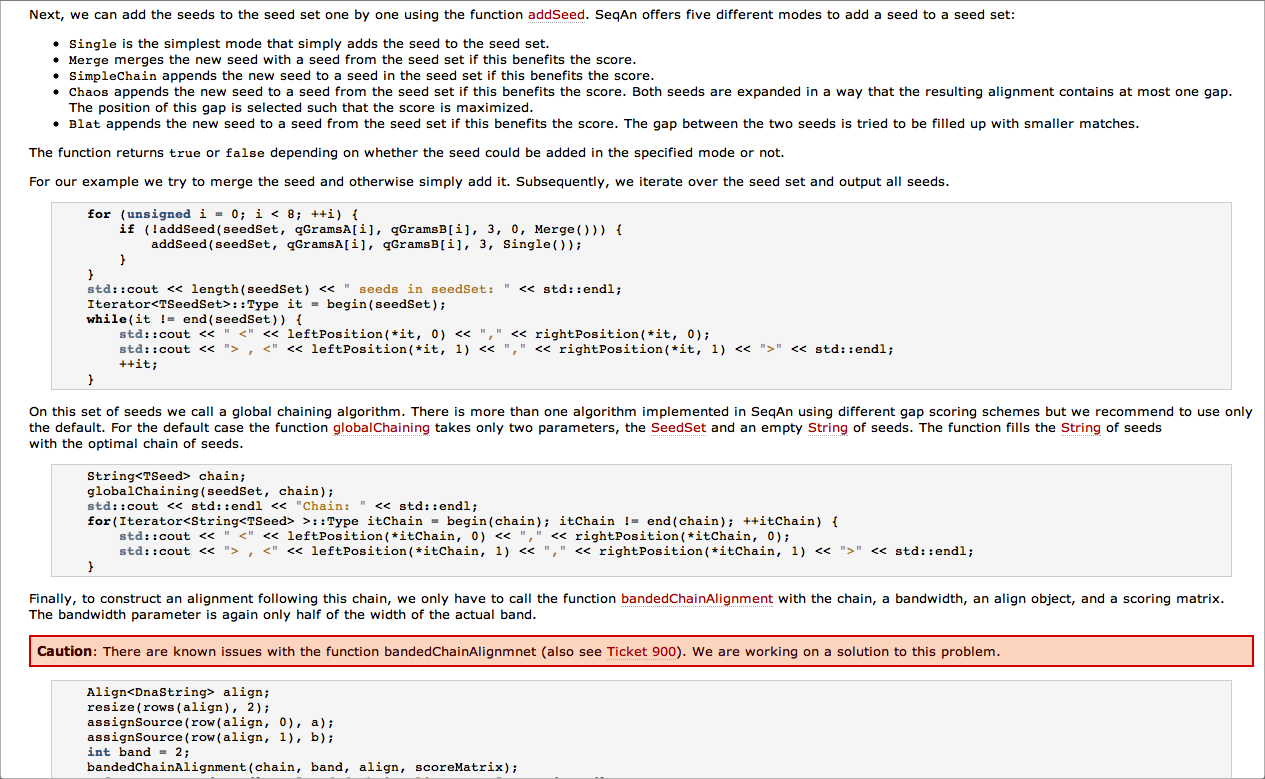 Next, we can add the seeds to the seed set one by one using the function addSeed. SeqAn offers five different modes to add a seed to a seed set:
• Single is the simplest mode that simply adds the seed to the seed set.
• Merge merges the new seed with a seed from the seed set if this benefits the score.
• SimpleChain appends the new seed to a seed in the seed set if this benefits the score.
• Chaos appends the new seed to a seed from the seed set if this benefits the score. Both seeds are expanded in a way that the resulting alignment contains at most one gap.
The position of this gap is selected such that the score is maximized.
• Blat appends the new seed to a seed from the seed set if this benefits the score. The gap between the two seeds is tried to be filled up with smaller matches.
The function returns true or false depending on whether the seed could be added in the specified mode or not.
For our example we try to merge the seed and otherwise simply add it. Subsequently, we iterate over the seed set and output all seeds.
for (unsigned i = 0; i < 8; ++i) {
if (!addSeed(seedSet, qGramsA[i], qGramsB[i], 3, 0, Merge())) {
addSeed(seedSet, qGramsA[i], qGramsB[i], 3, Single());
}
}
std::cout << length(seedSet) << " seeds in seedSet: " << std::endl;
Iterator<TSeedSet>::Type it = begin(seedSet);
while(it != end(seedSet)) {
std::cout << " <" << leftPosition(*it, 0) << "," << rightPosition(*it, 0);
std::cout << "> , <" << leftPosition(*it, 1) << "," << rightPosition(*it, 1) << ">" << std::endl;
++it;
}
On this set of seeds we call a global chaining algorithm. There is more than one algorithm implemented in SeqAn using different gap scoring schemes but we recommend to use only
the default. For the default case the function globalChaining takes only two parameters, the SeedSet and an empty String of seeds. The function fills the String of seeds
with the optimal chain of seeds.
String<TSeed> chain;
globalChaining(seedSet, chain);
std::cout << std::endl << "Chain: " << std::endl;
for(Iterator<String<TSeed> >::Type itChain = begin(chain); itChain != end(chain); ++itChain) {
std::cout << " <" << leftPosition(*itChain, 0) << "," << rightPosition(*itChain, 0);
std::cout << "> , <" << leftPosition(*itChain, 1) << "," << rightPosition(*itChain, 1) << ">" << std::endl;
}
Finally, to construct an alignment following this chain, we only have to call the function bandedChainAlignment with the chain, a bandwidth, an align object, and a scoring matrix.
The bandwidth parameter is again only half of the width of the actual band.
Caution: There are known issues with the function bandedChainAlignmnet (also see Ticket 900). We are working on a solution to this problem.
Align<DnaString> align;
resize(rows(align), 2);
assignSource(row(align, 0), a);
assignSource(row(align, 1), b);
int band = 2;
bandedChainAlignment(chain, band, align, scoreMatrix);